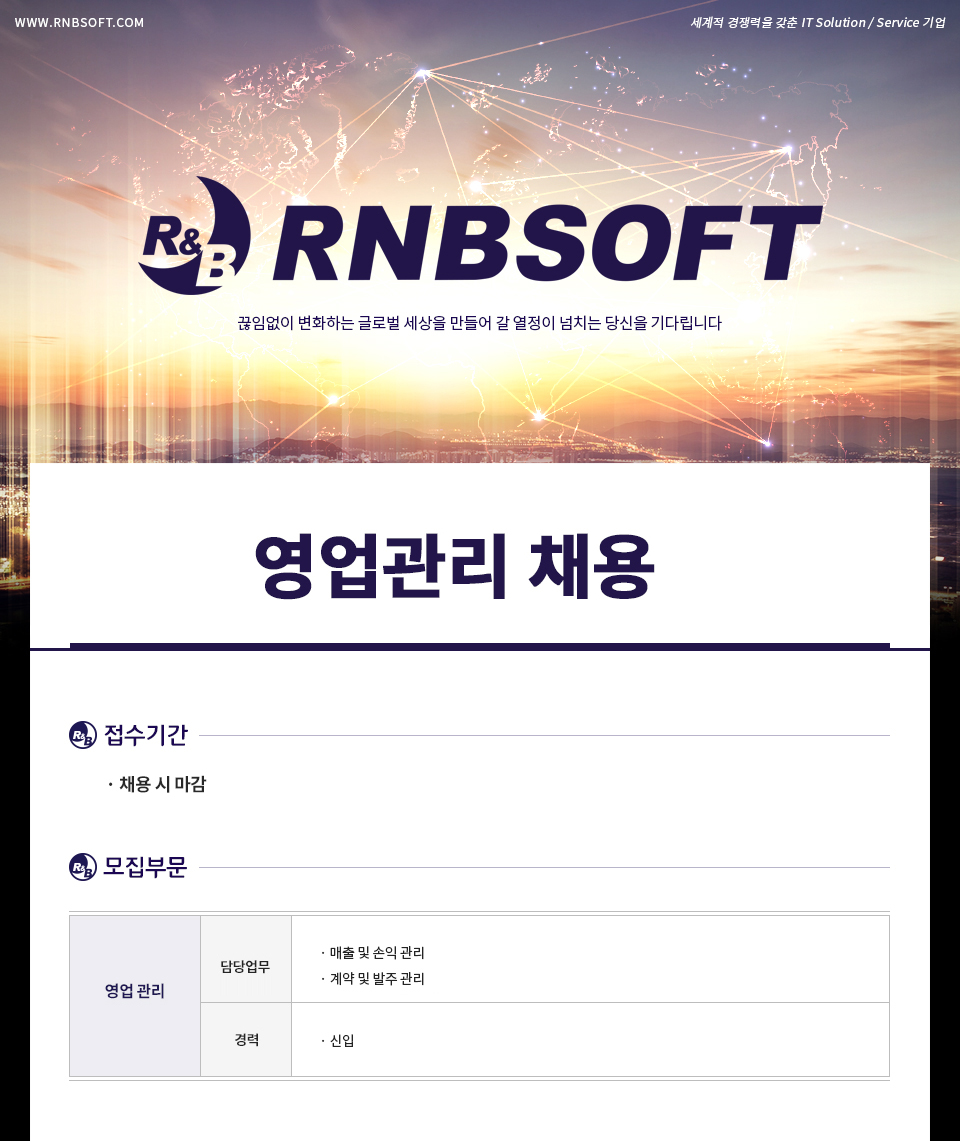 WWW.RNBSOFT.COM
세계적 경쟁력을 갖춘 IT Solution / Service 기업
R&B RNBSOFT
끊임없이 변화하는 글로벌 세상을 만들어 갈 열정이 넘치는 당신을 기다립니다
영업관리 채용
R&B 접수기간
· 채용 시 마감
R&B 모집부문
영업 관리
담당업무
· 매출 및 손익 관리
· 계약 및 발주 관리
경력
· 신입